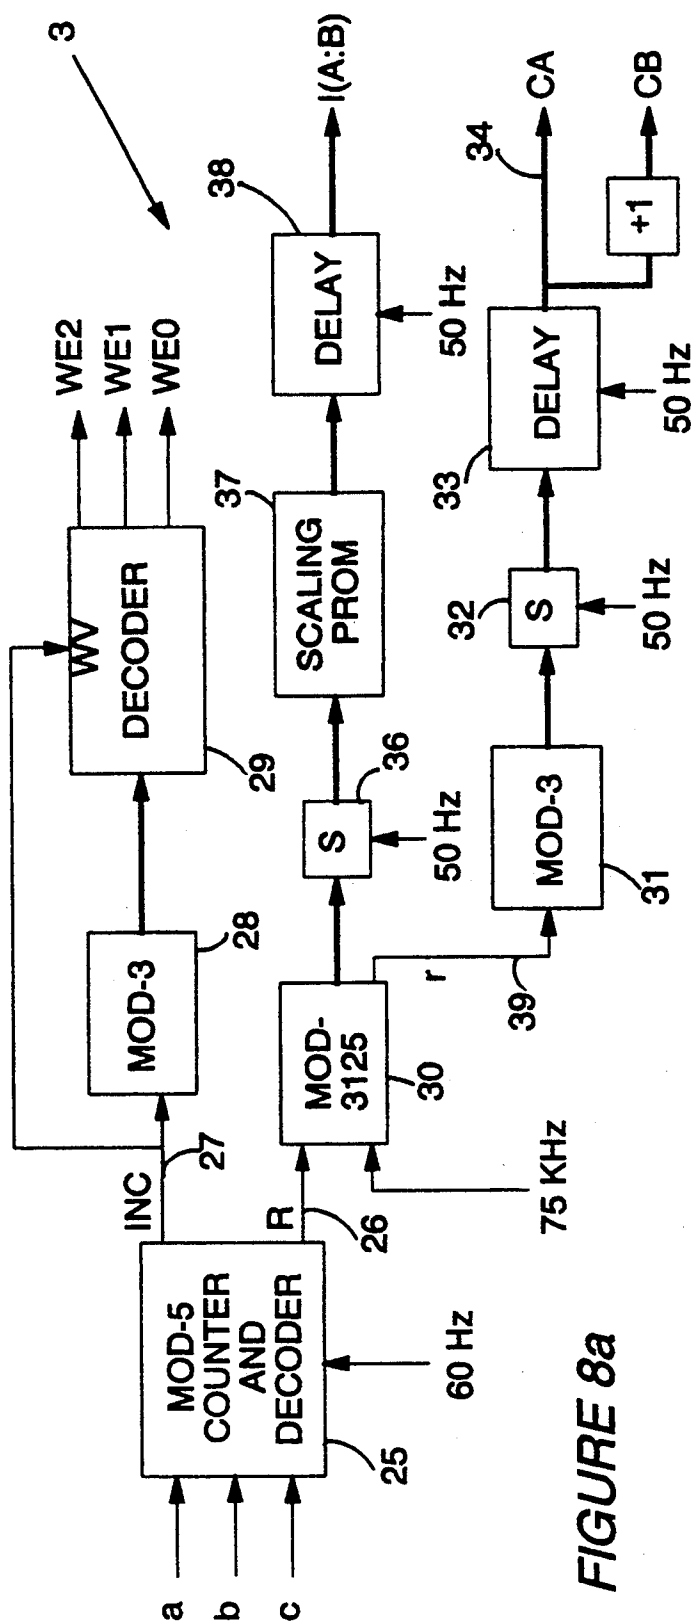 3
a
b
c
MOD-5
COUNTER
AND
DECODER
25
60 Hz
INC
27
R
26
75 KHz
MOD-3
28
WV
DECODER
29
WE2
WE1
WE0
MOD-
3125
30
r
39
S
36
50 Hz
SCALING
PROM
37
DELAY
38
50 Hz
I(A:B)
MOD-3
31
S
32
50 Hz
DELAY
33
50 Hz
34
CA
+1
CB
FIGURE 8a